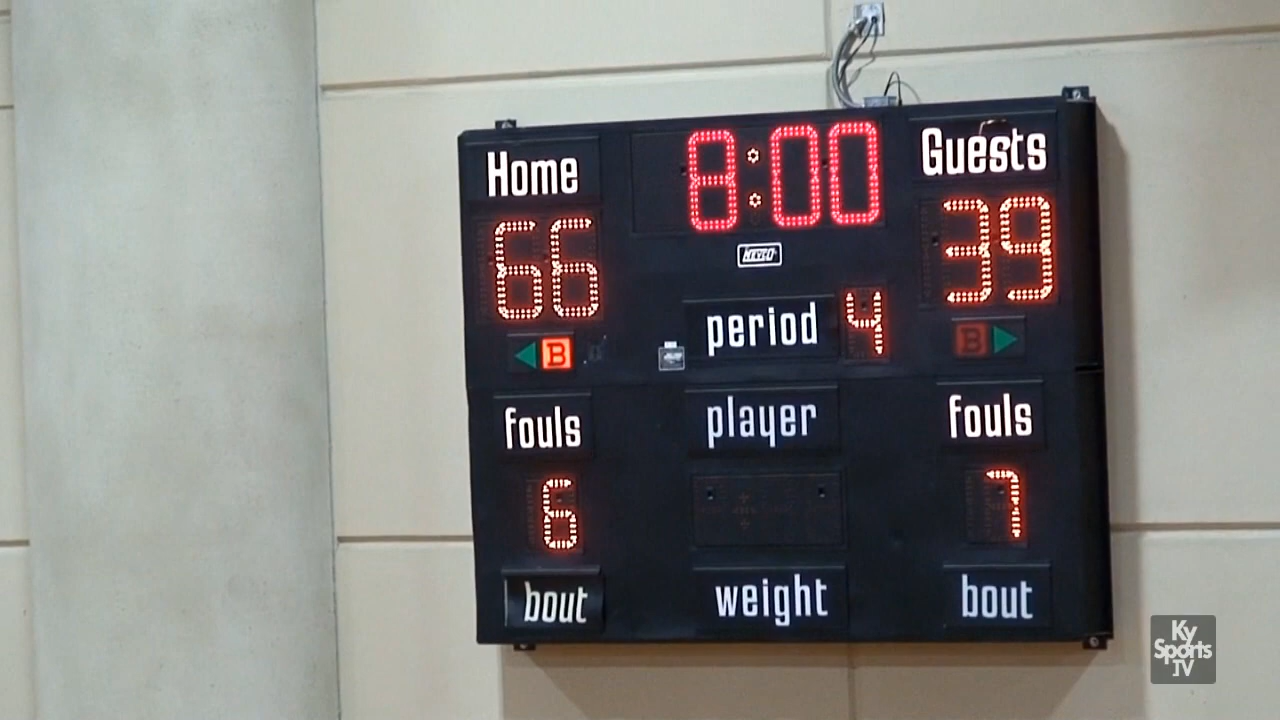 Home
8:00
Guests
66
39
NEVCO
period 4
B
B
fouls
player
fouls
6
7
bout
weight
bout
Ky
Sports
TV